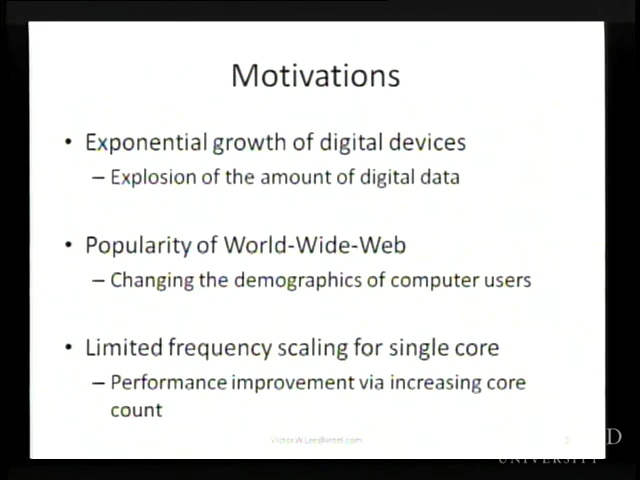 Motivations
• Exponential growth of digital devices
– Explosion of the amount of digital data
• Popularity of World-Wide-Web
– Changing the demographics of computer users
• Limited frequency scaling for single core
– Performance improvement via increasing core
count
Victor.W.Lee@intel.com
D
UNIVERSITY